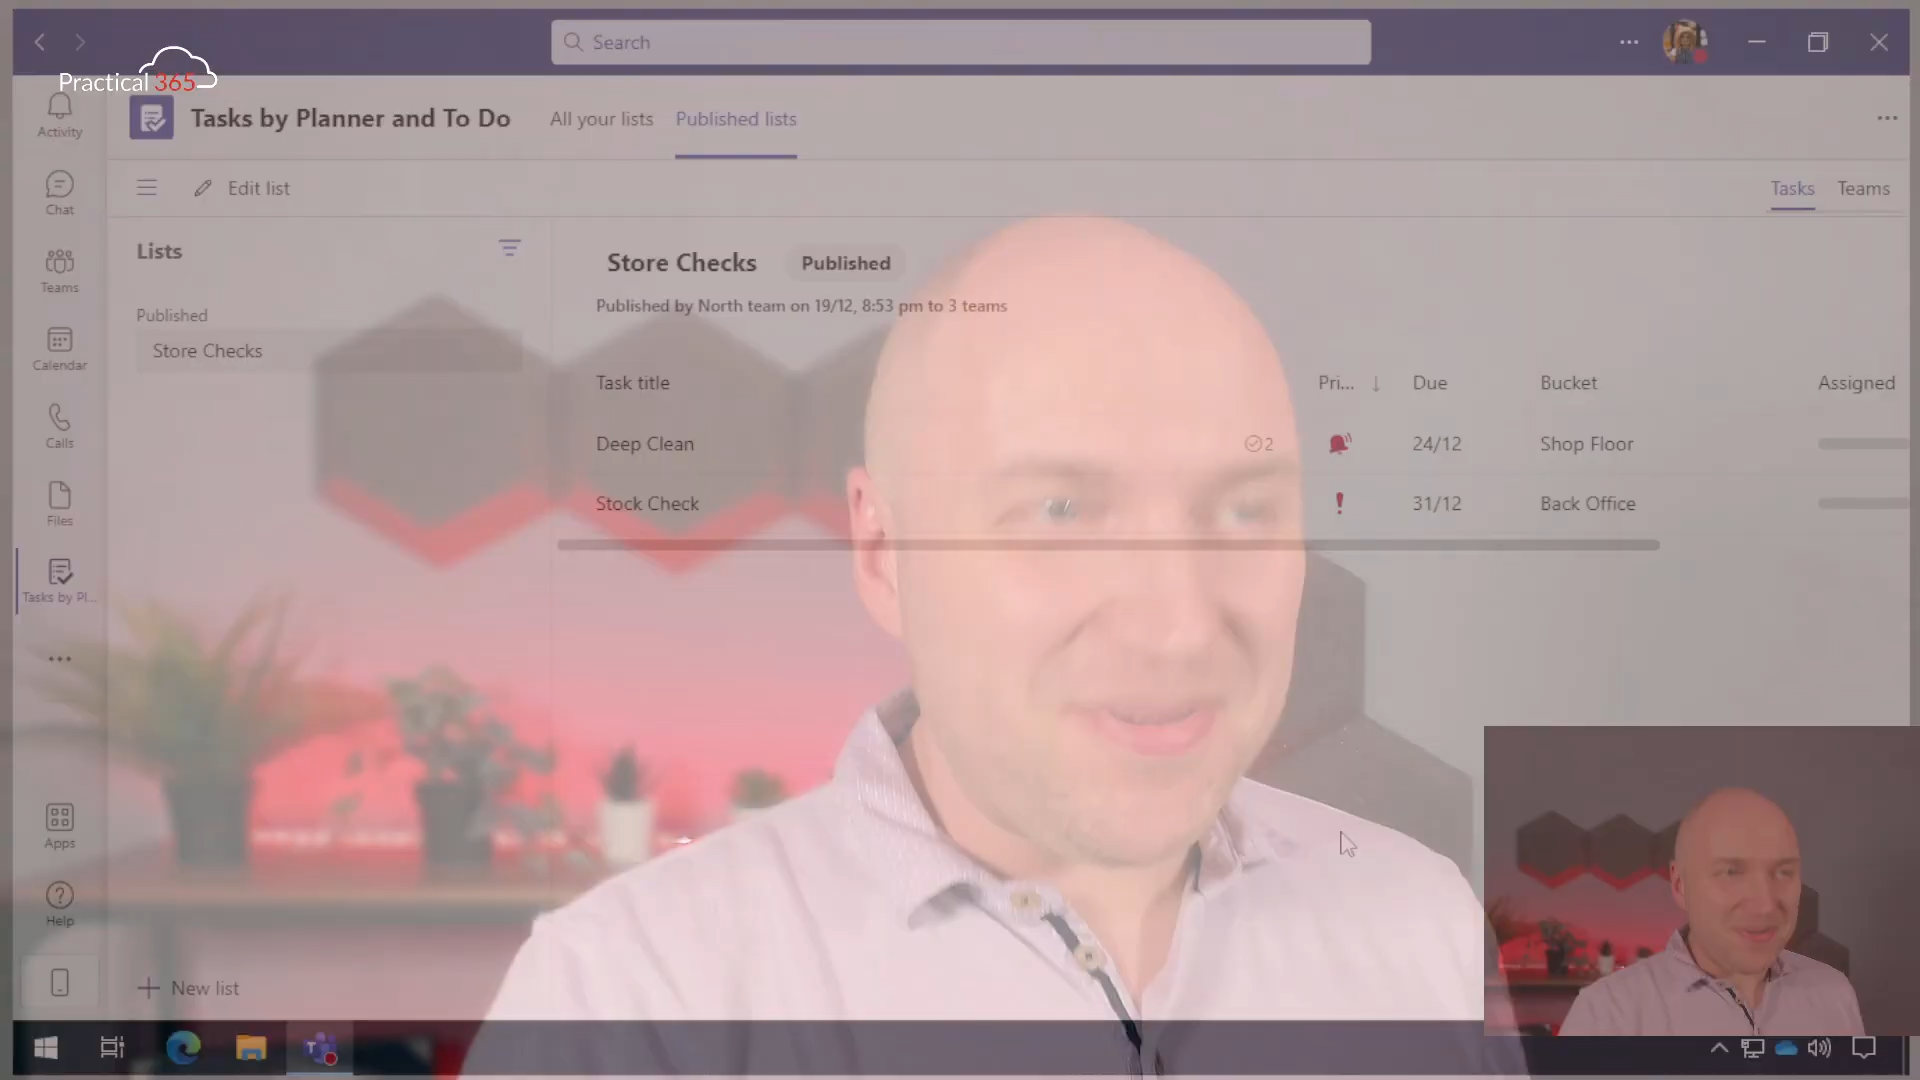 Search
Practical 365
Activity
Tasks by Planner and To Do
All your lists
Published lists
Edit list
Tasks
Teams
Chat
Lists
Store Checks
Published
Teams
Published by North team on 19/12, 8:53 pm to 3 teams
Published
Store Checks
Calendar
Task title
Pri...
Due
Bucket
Assigned
Calls
Deep Clean
2
24/12
Shop Floor
Stock Check
31/12
Back Office
Files
Tasks by Pl...
Apps
Help
New list